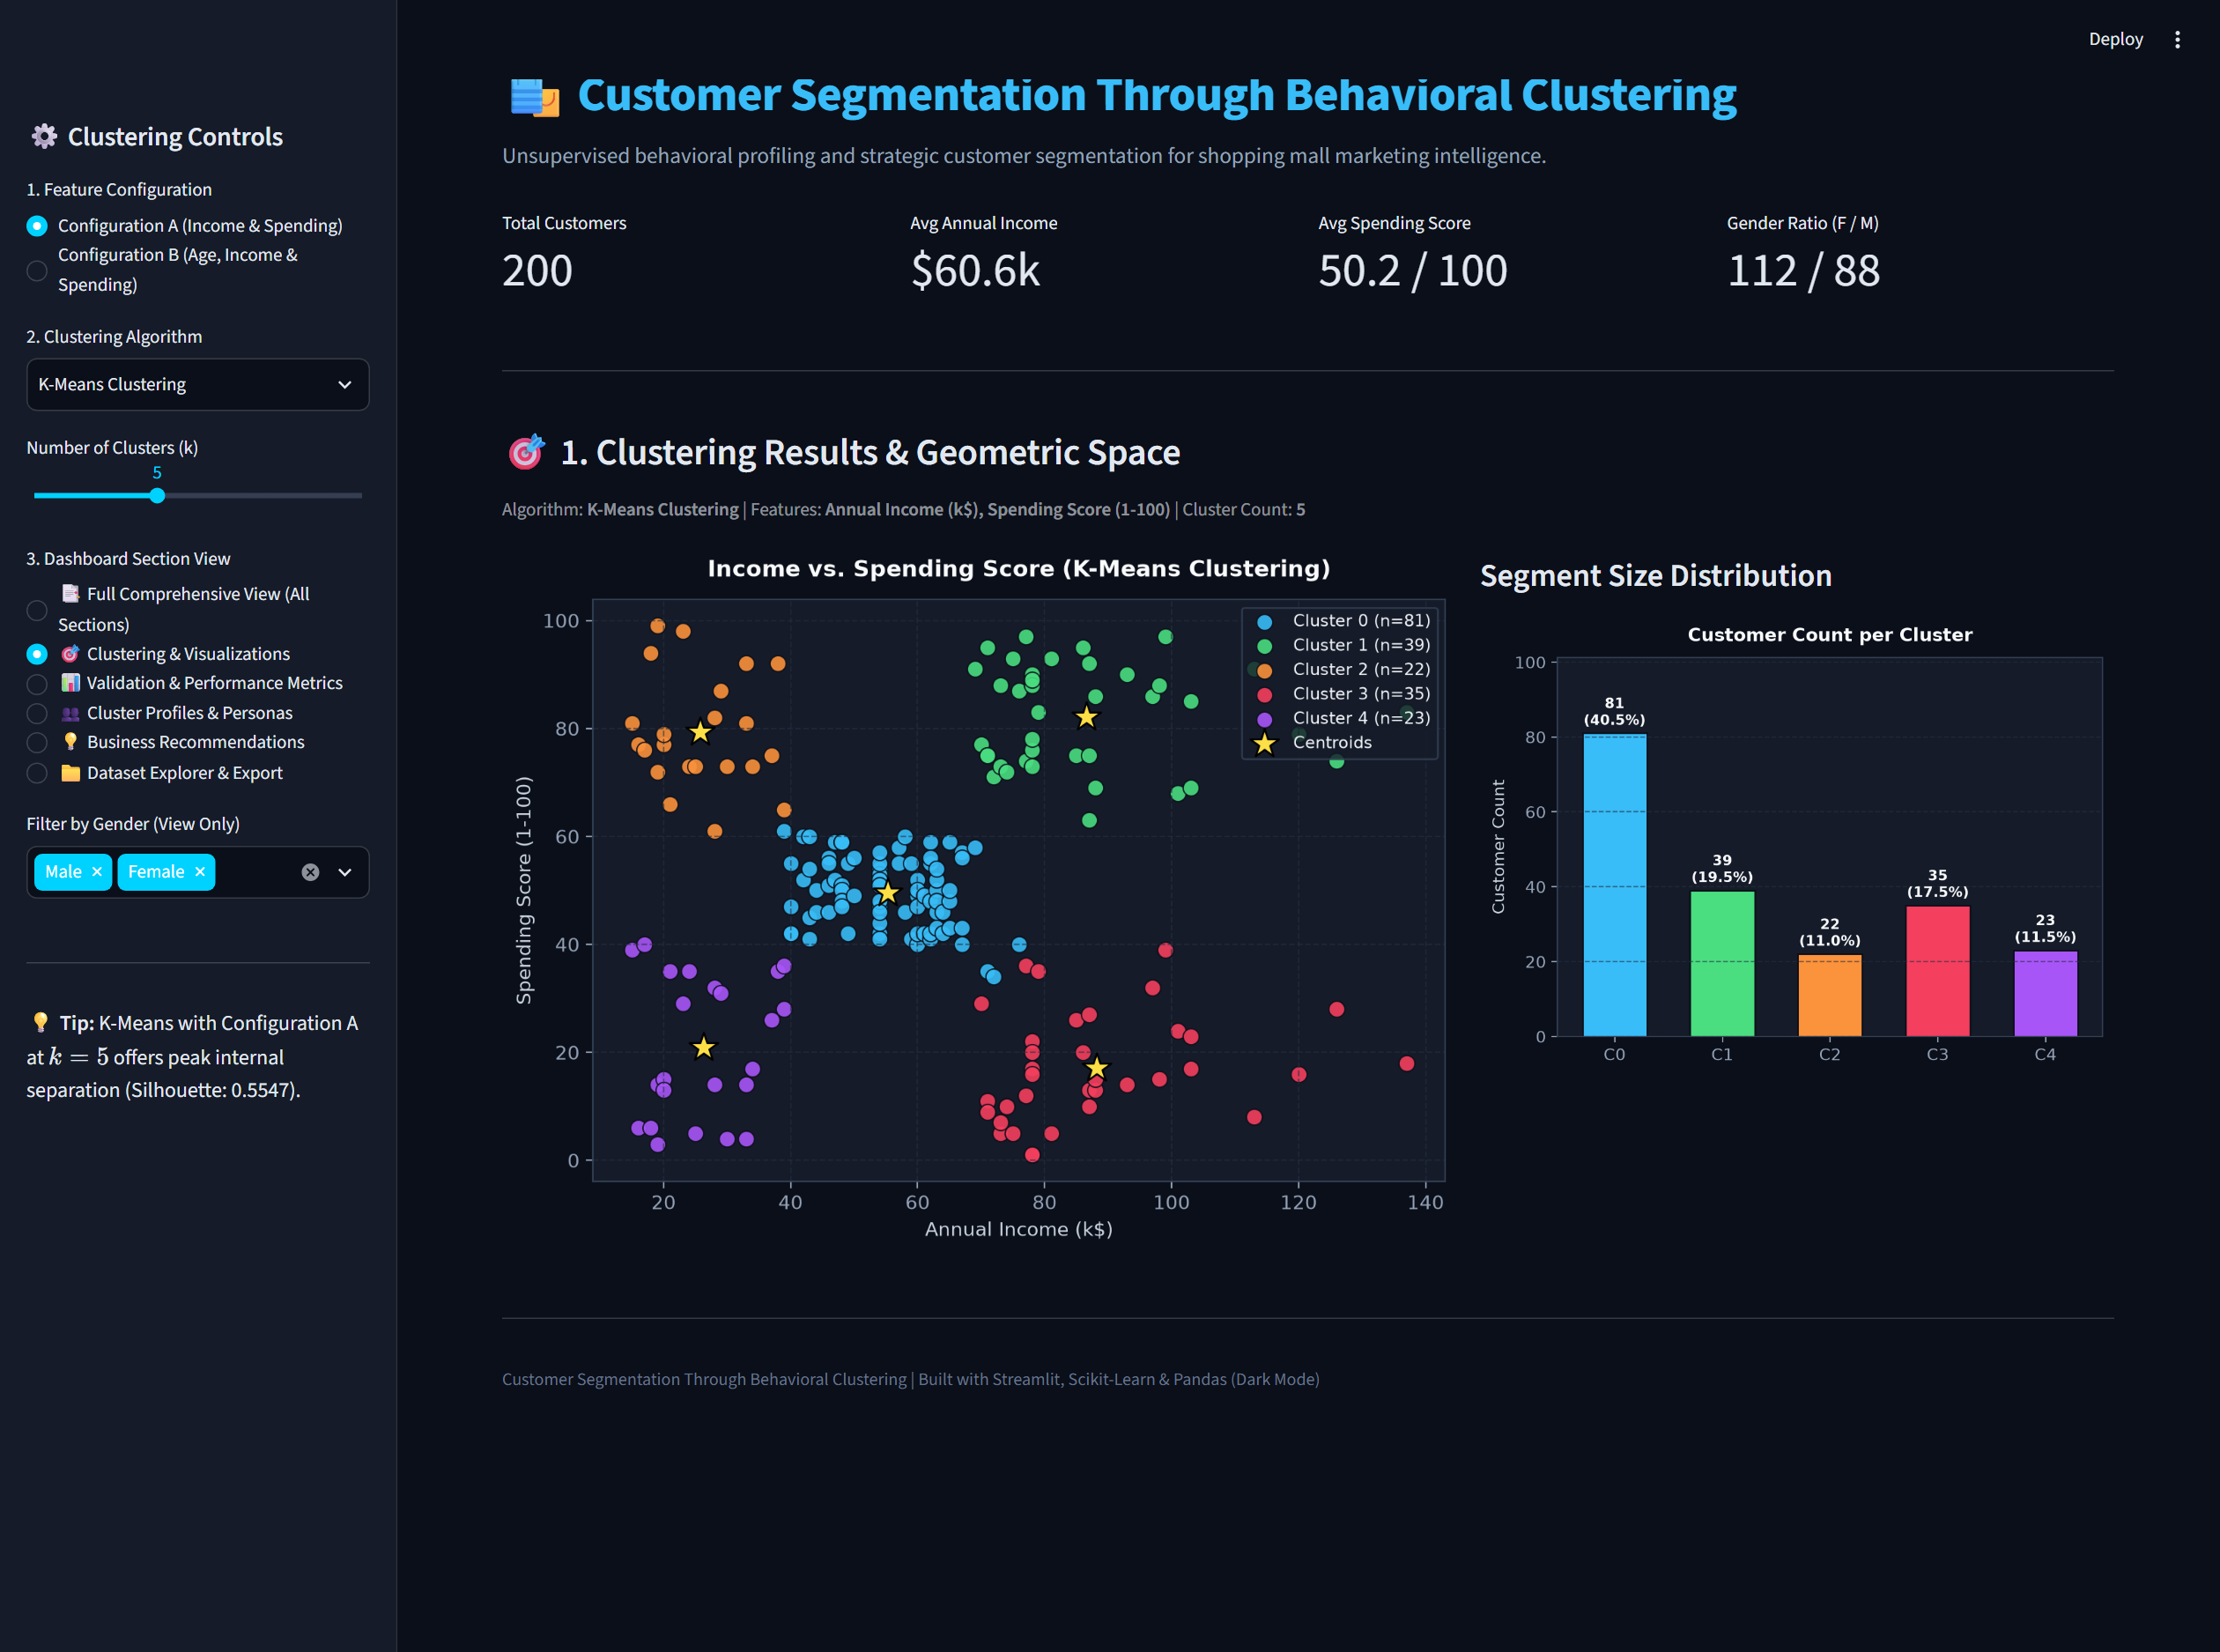 Deploy
Clustering Controls
1. Feature Configuration
Configuration A (Income & Spending)
Configuration B (Age, Income &
Spending)
2. Clustering Algorithm
K-Means Clustering
Number of Clusters (k)
5
3. Dashboard Section View
Full Comprehensive View (All
Sections)
Clustering & Visualizations
Validation & Performance Metrics
Cluster Profiles & Personas
Business Recommendations
Dataset Explorer & Export
Filter by Gender (View Only)
Male × Female ×
Tip: K-Means with Configuration A
at k = 5 offers peak internal
separation (Silhouette: 0.5547).
Customer Segmentation Through Behavioral Clustering
Unsupervised behavioral profiling and strategic customer segmentation for shopping mall marketing intelligence.
Total Customers
200
Avg Annual Income
$60.6k
Avg Spending Score
50.2 / 100
Gender Ratio (F / M)
112 / 88
1. Clustering Results & Geometric Space
Algorithm: K-Means Clustering | Features: Annual Income (k$), Spending Score (1-100) | Cluster Count: 5
Income vs. Spending Score (K-Means Clustering)
Cluster 0 (n=81)
Cluster 1 (n=39)
Cluster 2 (n=22)
Cluster 3 (n=35)
Cluster 4 (n=23)
Centroids
Spending Score (1-100)
100
80
60
40
20
0
20 40 60 80 100 120 140
Annual Income (k$)
Segment Size Distribution
Customer Count per Cluster
Customer Count
100
80
60
40
20
0
81
(40.5%)
39
(19.5%)
22
(11.0%)
35
(17.5%)
23
(11.5%)
C0 C1 C2 C3 C4
Customer Segmentation Through Behavioral Clustering | Built with Streamlit, Scikit-Learn & Pandas (Dark Mode)